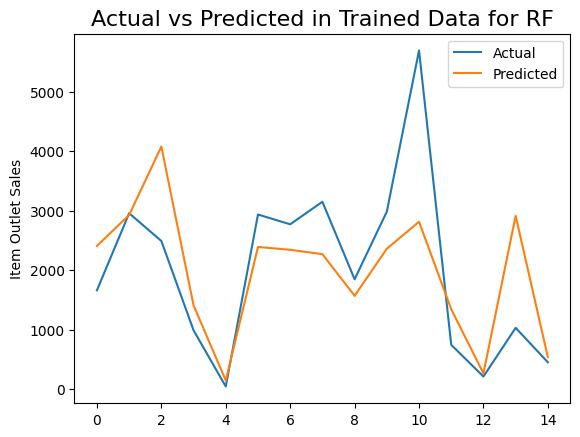 Actual vs Predicted in Trained Data for RF
Actual
Predicted
Item Outlet Sales
5000
4000
3000
2000
1000
0
0 2 4 6 8 10 12 14